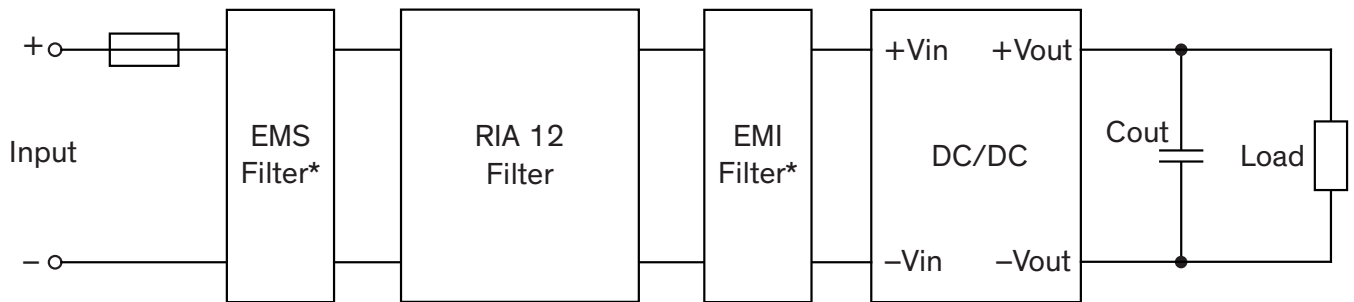 +
Input
–
EMS
Filter*
RIA 12
Filter
EMI
Filter*
+Vin
+Vout
DC/DC
–Vin
–Vout
Cout
Load